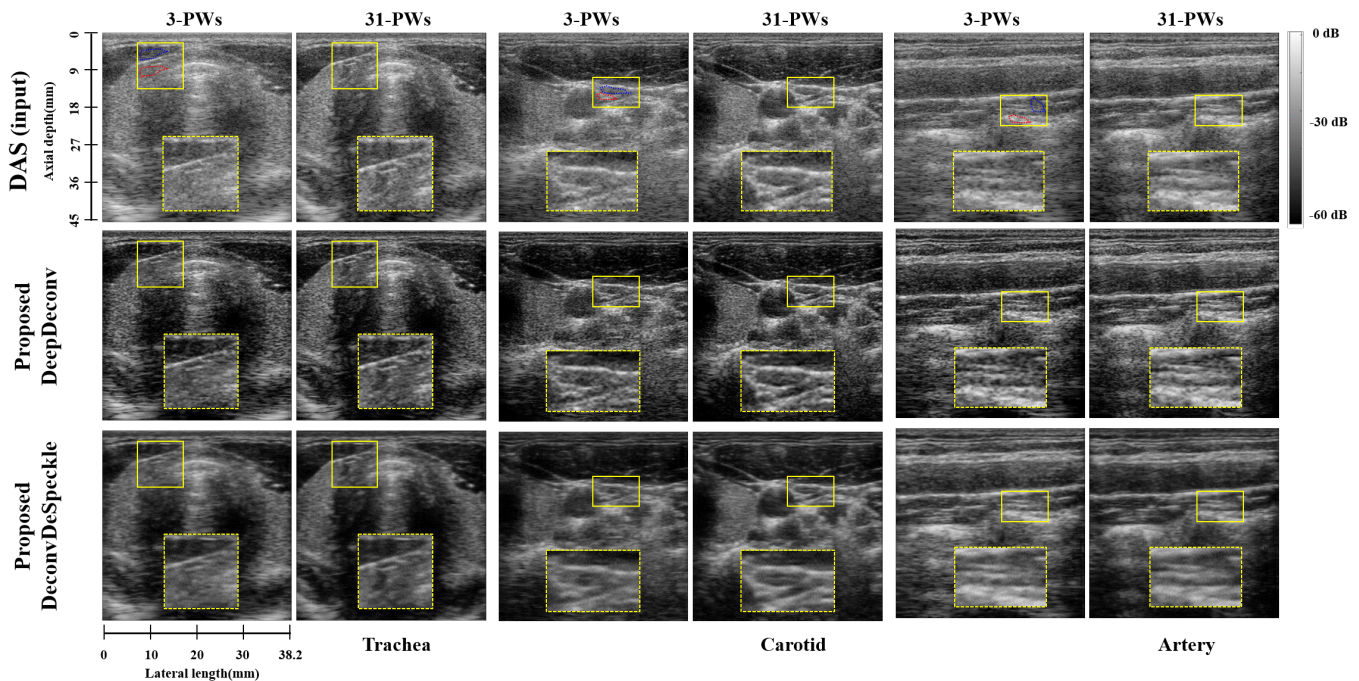 3-PWs 31-PWs 3-PWs 31-PWs 3-PWs 31-PWs
DAS (input)
Axial depth(mm)
0
9
18
27
36
45
0 dB
-30 dB
-60 dB
Proposed
DeepDeconv
Proposed
DeconvDeSpeckle
0 10 20 30 38.2
Lateral length(mm)
Trachea Carotid Artery